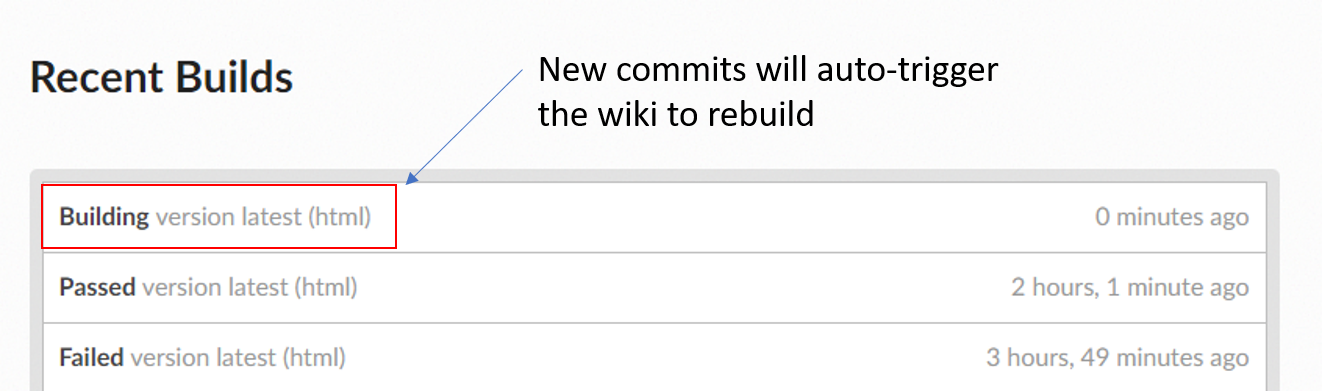 Recent Builds
New commits will auto-trigger
the wiki to rebuild
Building version latest (html) 0 minutes ago
Passed version latest (html) 2 hours, 1 minute ago
Failed version latest (html) 3 hours, 49 minutes ago